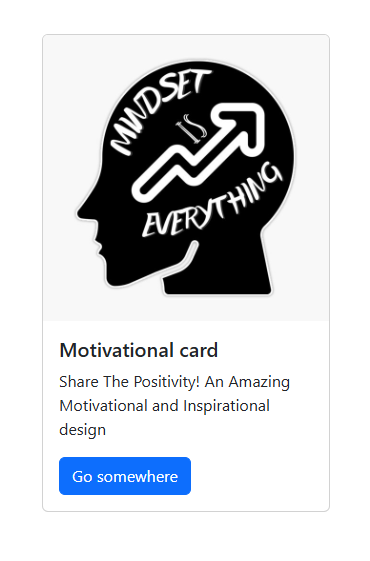 MINDSET
IS
EVERYTHING
Motivational card
Share The Positivity! An Amazing
Motivational and Inspirational
design
Go somewhere